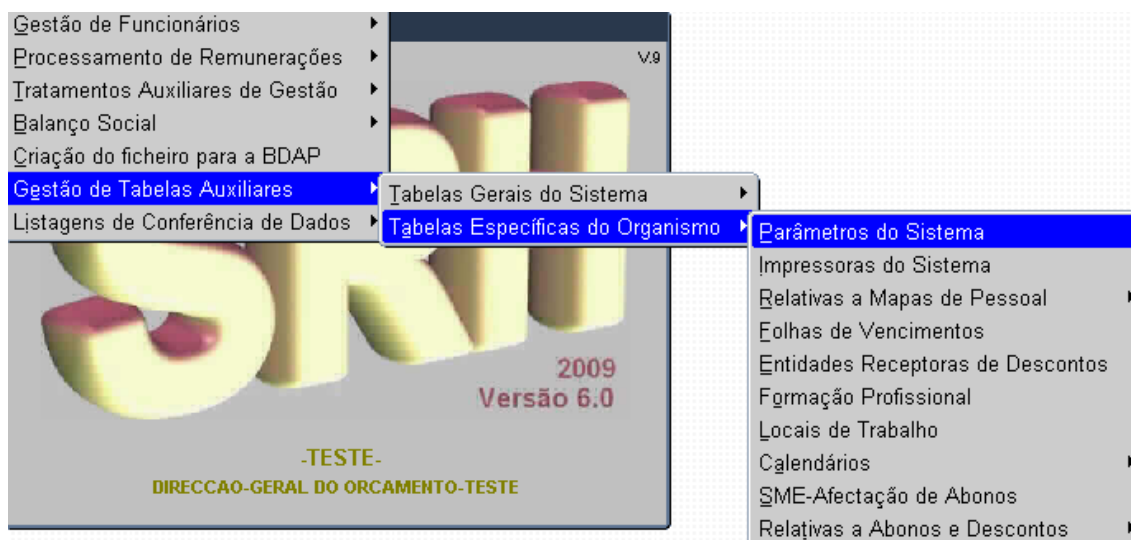 Gestão de Funcionários
Processamento de Remunerações
V.9
Tratamentos Auxiliares de Gestão
Balanço Social
Criação do ficheiro para a BDAP
Gestão de Tabelas Auxiliares
Listagens de Conferência de Dados
Tabelas Gerais do Sistema
Tabelas Específicas do Organismo
Parâmetros do Sistema
Impressoras do Sistema
Relativas a Mapas de Pessoal
Folhas de Vencimentos
Entidades Receptoras de Descontos
Formação Profissional
Locais de Trabalho
Calendários
SME-Afectação de Abonos
Relativas a Abonos e Descontos
SRH
2009
Versão 6.0
-TESTE-
DIRECCAO-GERAL DO ORCAMENTO-TESTE